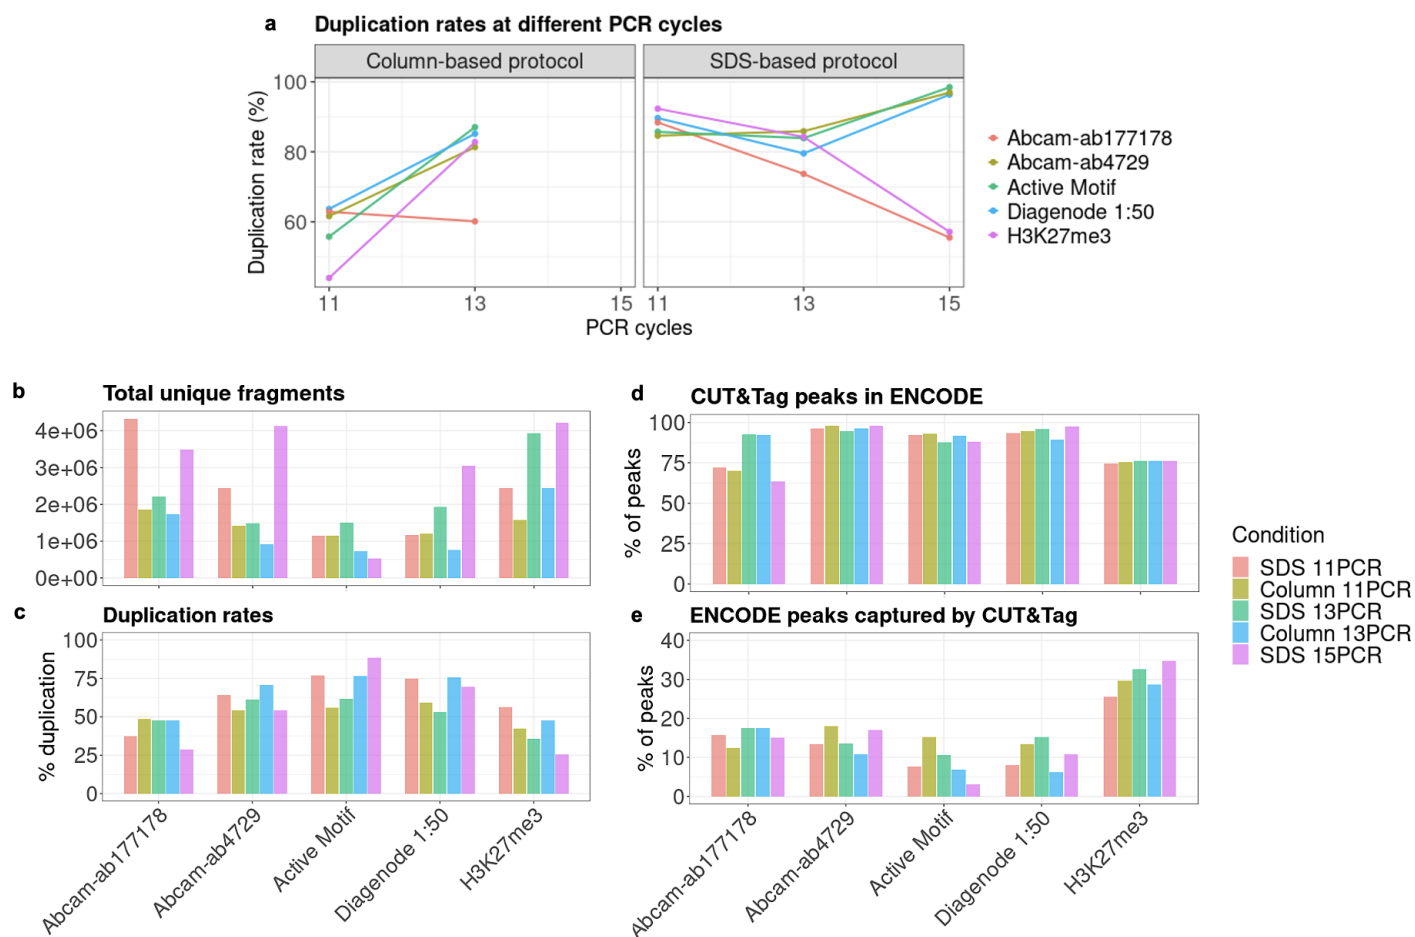 a Duplication rates at different PCR cycles
Column-based protocol SDS-based protocol
Duplication rate (%)
100
80
60
11 13 15 11 13 15
PCR cycles
Abcam-ab177178
Abcam-ab4729
Active Motif
Diagenode 1:50
H3K27me3
b Total unique fragments
4e+06
3e+06
2e+06
1e+06
0e+00
c Duplication rates
% duplication
100
75
50
25
0
Abcam-ab177178
Abcam-ab4729
Active Motif
Diagenode 1:50
H3K27me3
d CUT&Tag peaks in ENCODE
% of peaks
100
75
50
25
0
e ENCODE peaks captured by CUT&Tag
% of peaks
40
30
20
10
0
Abcam-ab177178
Abcam-ab4729
Active Motif
Diagenode 1:50
H3K27me3
Condition
SDS 11PCR
Column 11PCR
SDS 13PCR
Column 13PCR
SDS 15PCR